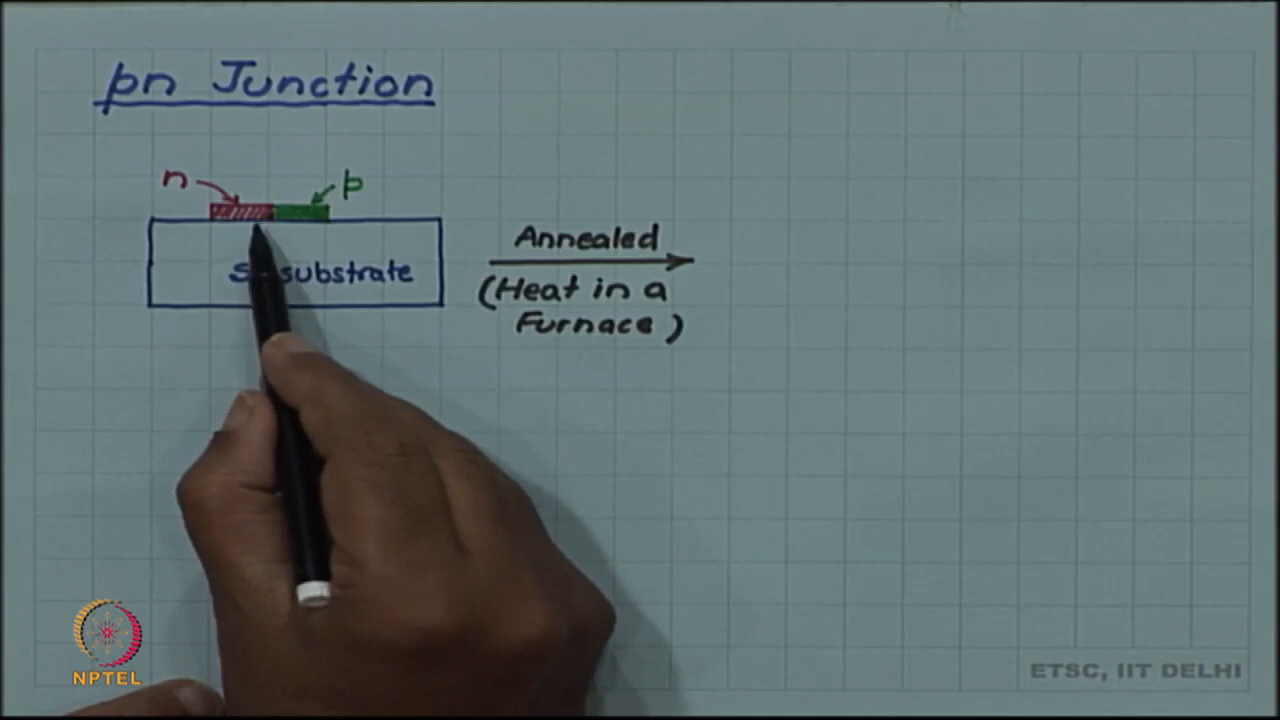 pn Junction
n
p
substrate
Annealed
(Heat in a
Furnace)
NPTEL
ETSC, IIT DELHI